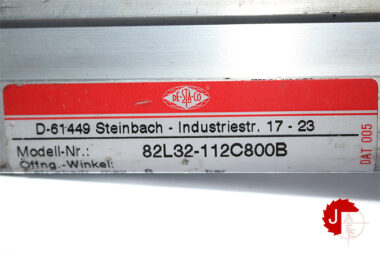 DE-STA-CO
D-61449 Steinbach - Industriestr. 17 - 23
Modell-Nr.: 82L32-112C800B
Öffng.-Winkel:
DAT 005
J